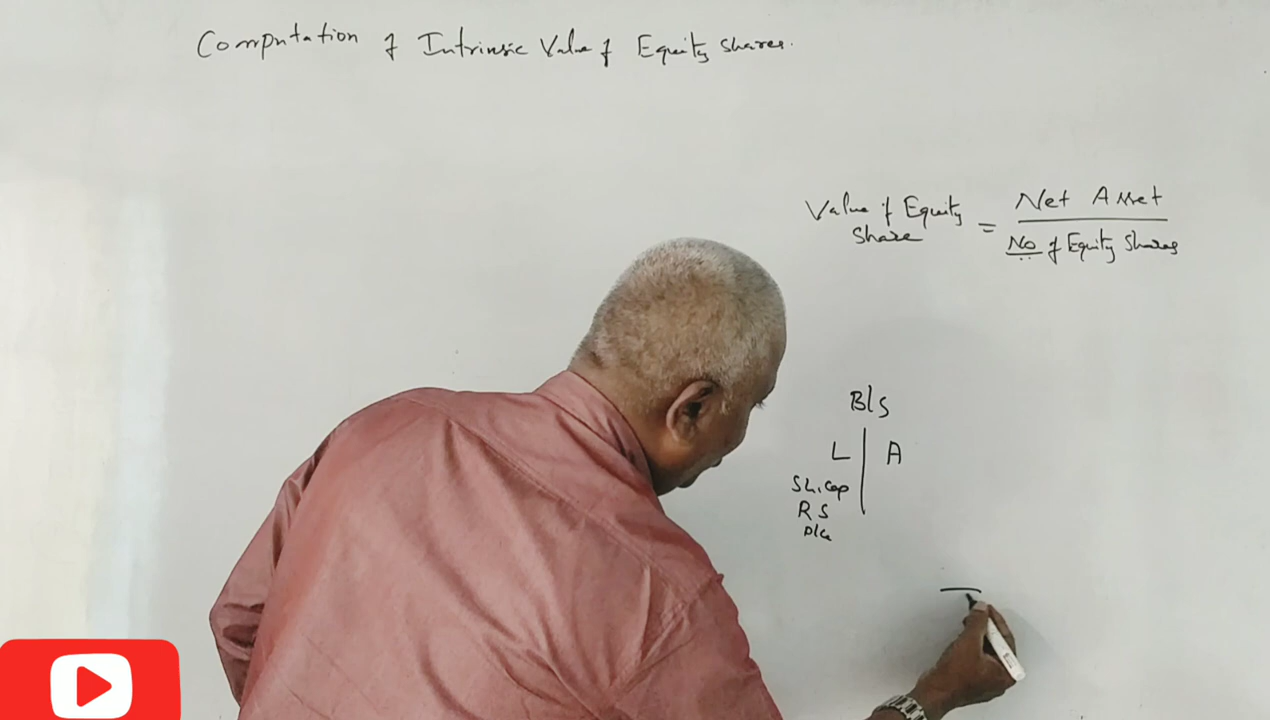 Computation of Intrinsic Value of Equity Shares.
Value of Equity Share = Net Asset
No of Equity Shares
B/S
L A
Sh. Cap
R S